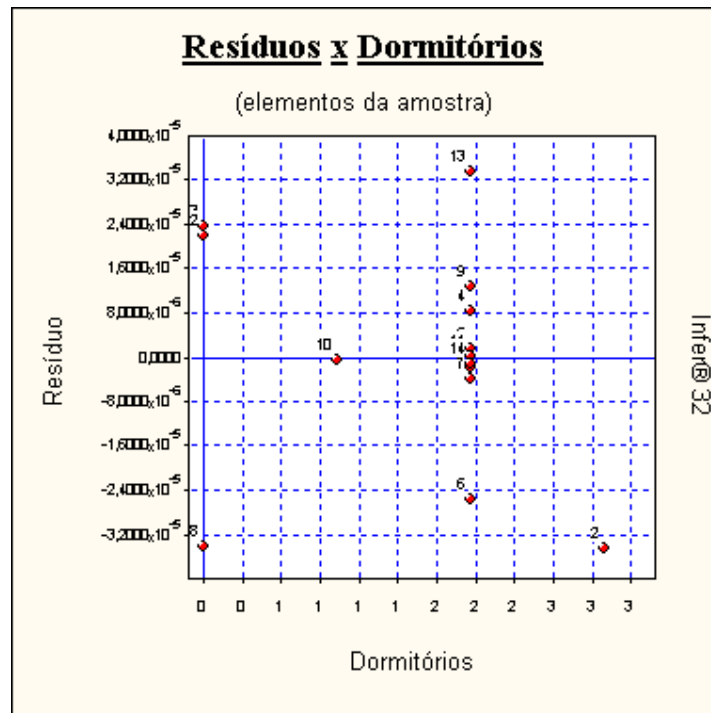 Resíduos x Dormitórios
(elementos da amostra)
4,0000x10-5
3,2000x10-5
2,4000x10-5
1,6000x10-5
8,0000x10-6
0,0000
-8,0000x10-6
-1,6000x10-5
-2,4000x10-5
-3,2000x10-5
13
9
4
10
6
8
2
Resíduo
Infer® 32
0 0 1 1 1 1 2 2 2 3 3 3
Dormitórios